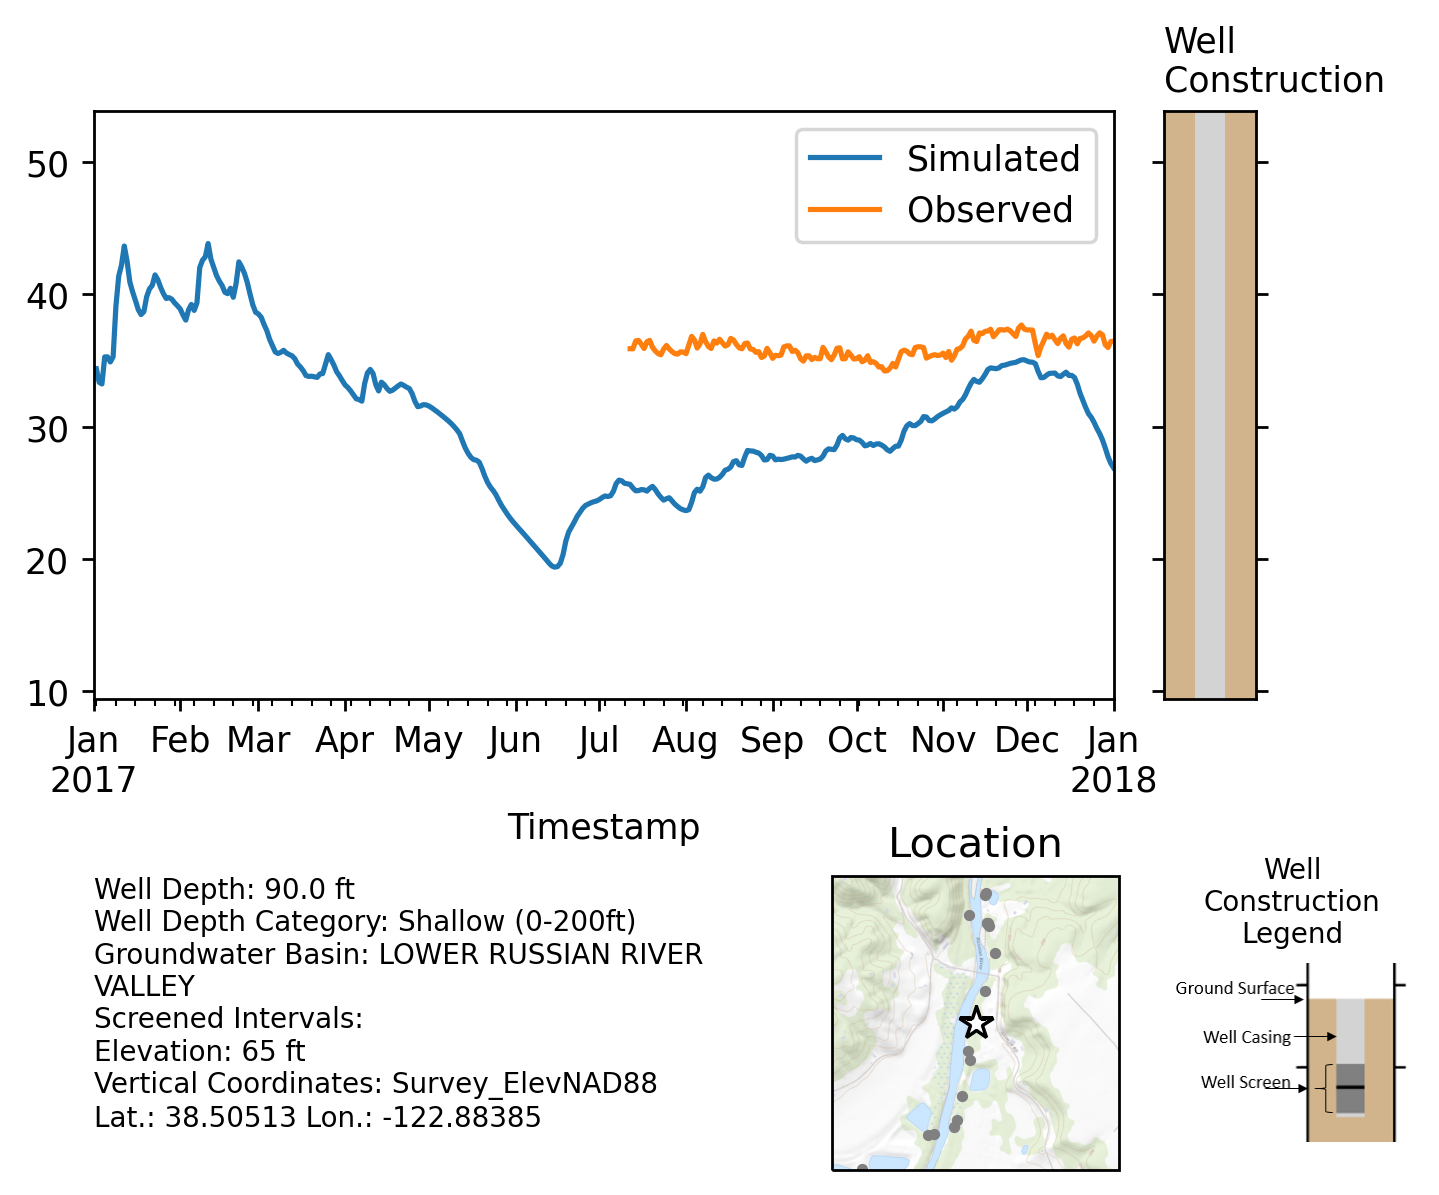 Well
Construction
50
40
30
20
10
Simulated
Observed
Jan Feb Mar Apr May Jun Jul Aug Sep Oct Nov Dec Jan
2017 2018
Timestamp
Well Depth: 90.0 ft
Well Depth Category: Shallow (0-200ft)
Groundwater Basin: LOWER RUSSIAN RIVER
VALLEY
Screened Intervals:
Elevation: 65 ft
Vertical Coordinates: Survey_ElevNAD88
Lat.: 38.50513 Lon.: -122.88385
Location
Well
Construction
Legend
Ground Surface
Well Casing
Well Screen